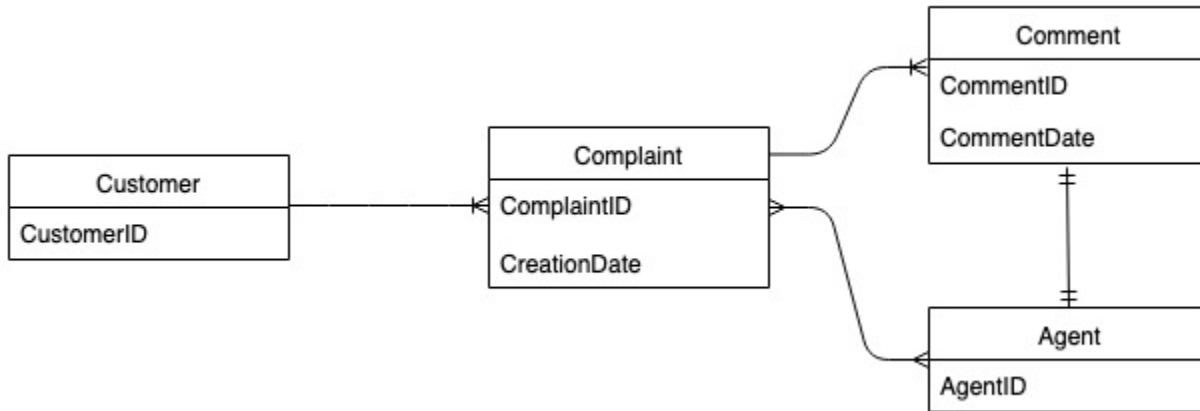 Customer
CustomerID
Complaint
ComplaintID
CreationDate
Comment
CommentID
CommentDate
Agent
AgentID